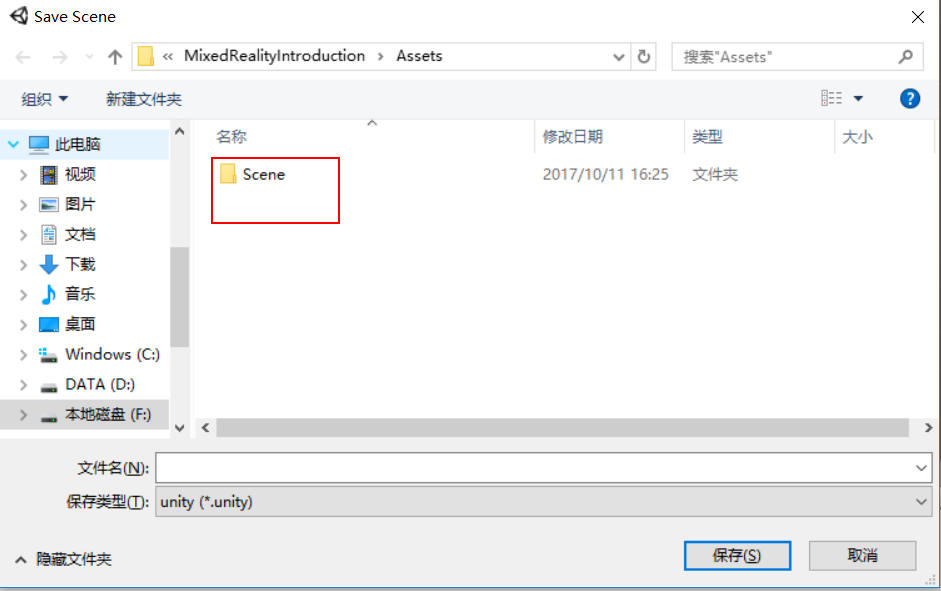 Save Scene
« MixedRealityIntroduction › Assets
搜索"Assets"
组织
新建文件夹
名称
修改日期
类型
大小
此电脑
视频
图片
文档
下载
音乐
桌面
Windows (C:)
DATA (D:)
本地磁盘 (F:)
Scene
2017/10/11 16:25
文件夹
文件名(N):
保存类型(T):
unity (*.unity)
隐藏文件夹
保存(S)
取消